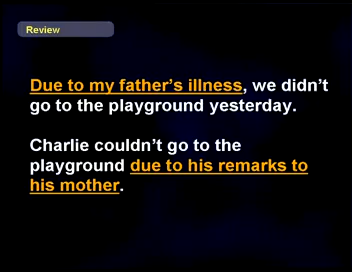 Review
Due to my father's illness, we didn't
go to the playground yesterday.
Charlie couldn't go to the
playground due to his remarks to
his mother.